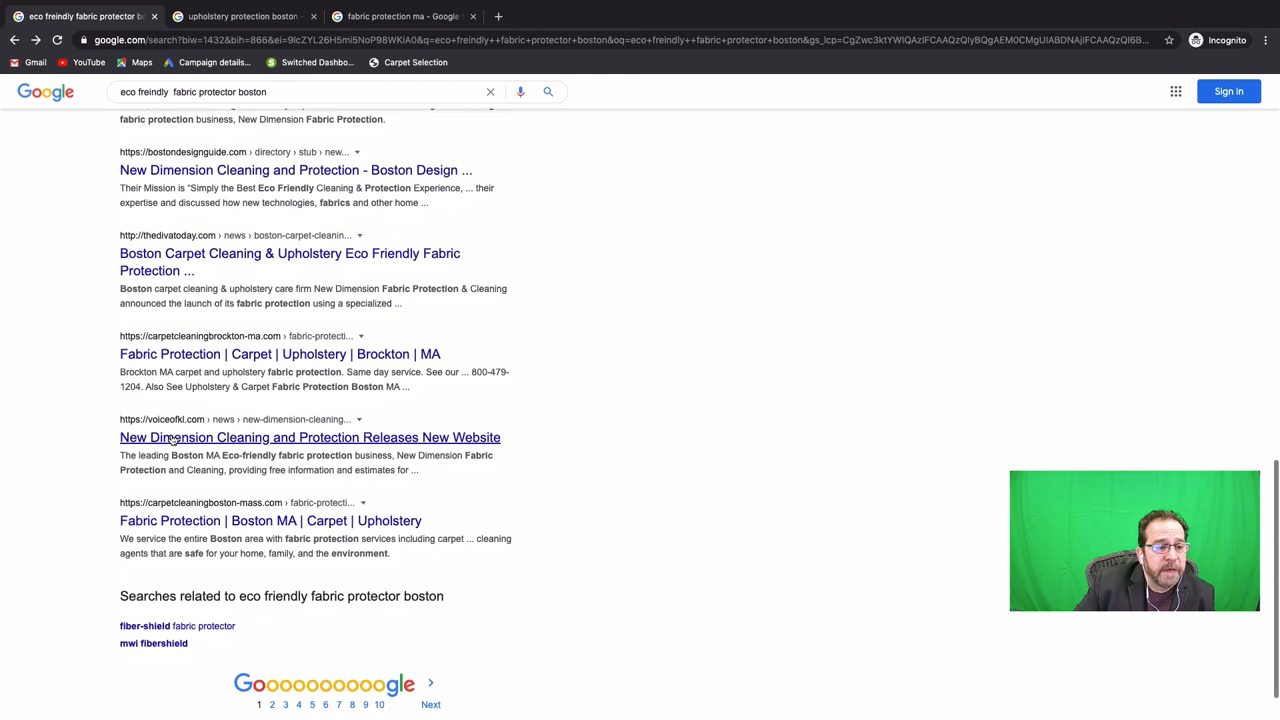 eco freindly fabric protector bo
upholstery protection boston -
fabric protection ma - Google
google.com/search?biw=1432&bih=866&ei=9lcZYL26H5mi5NoP98WKiA0&q=eco+freindly++fabric+protector+boston&oq=eco+freindly++fabric+protector+boston&gs_lcp=CgZwc3ktYWIQAzIFCAAQzQIyBQgAEM0CMgUIABDNAjIFCAAQzQI6B...
Incognito
Gmail
YouTube
Maps
Campaign details...
Switched Dashbo...
Carpet Selection
Google
eco freindly  fabric protector boston
Sign in
fabric protection business, New Dimension Fabric Protection.
https://bostondesignguide.com › directory › stub › new...
New Dimension Cleaning and Protection - Boston Design ...
Their Mission is "Simply the Best Eco Friendly Cleaning & Protection Experience, ... their
expertise and discussed how new technologies, fabrics and other home ...
http://thedivatoday.com › news › boston-carpet-cleanin...
Boston Carpet Cleaning & Upholstery Eco Friendly Fabric
Protection ...
Boston carpet cleaning & upholstery care firm New Dimension Fabric Protection & Cleaning
announced the launch of its fabric protection using a specialized ...
https://carpetcleaningbrockton-ma.com › fabric-protecti...
Fabric Protection | Carpet | Upholstery | Brockton | MA
Brockton MA carpet and upholstery fabric protection. Same day service. See our ... 800-479-
1204. Also See Upholstery & Carpet Fabric Protection Boston MA ...
https://voiceofkl.com › news › new-dimension-cleaning...
New Dimension Cleaning and Protection Releases New Website
The leading Boston MA Eco-friendly fabric protection business, New Dimension Fabric
Protection and Cleaning, providing free information and estimates for ...
https://carpetcleaningboston-mass.com › fabric-protecti...
Fabric Protection | Boston MA | Carpet | Upholstery
We service the entire Boston area with fabric protection services including carpet ... cleaning
agents that are safe for your home, family, and the environment.
Searches related to eco friendly fabric protector boston
fiber-shield fabric protector
mwi fibershield
Goooooooooogle
1 2 3 4 5 6 7 8 9 10 Next